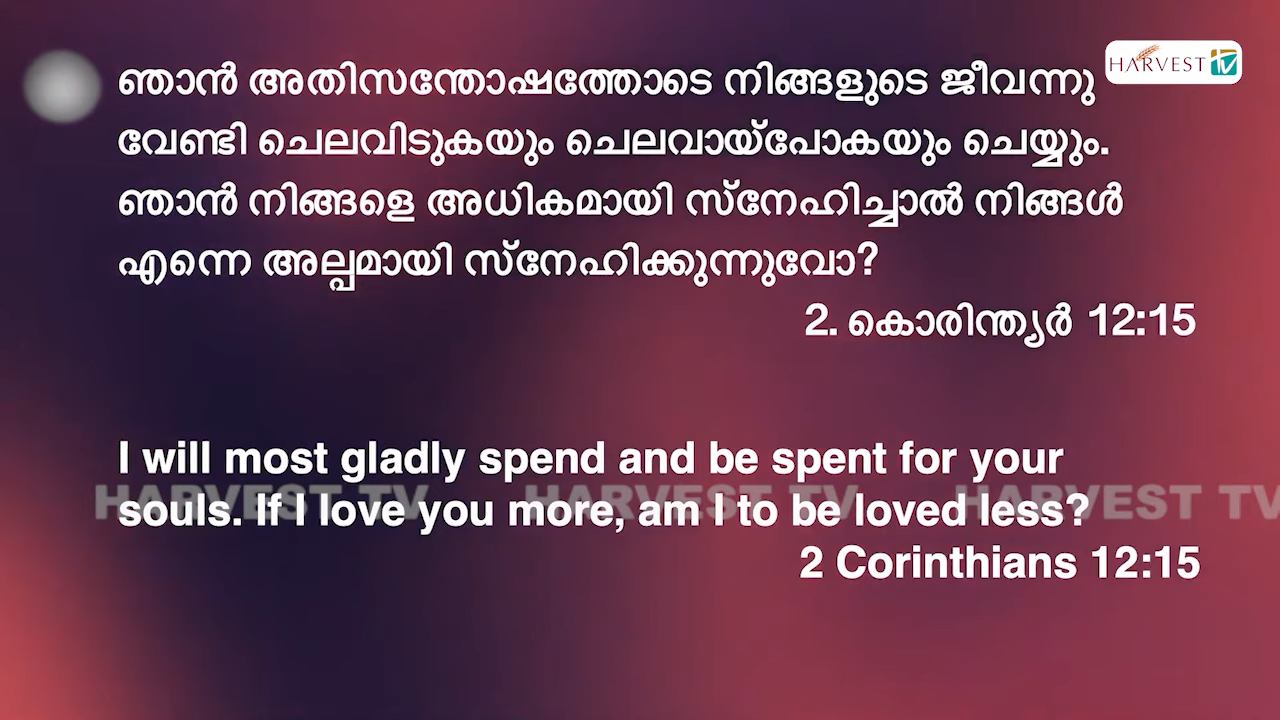 HARVEST TV
ഞാൻ അതിസന്തോഷത്തോടെ നിങ്ങളുടെ ജീവന്നു
വേണ്ടി ചെലവിടുകയും ചെലവായ്പോകയും ചെയ്യും.
ഞാൻ നിങ്ങളെ അധികമായി സ്നേഹിച്ചാൽ നിങ്ങൾ
എന്നെ അല്പമായി സ്നേഹിക്കുന്നുവോ?
2. കൊരിന്ത്യർ 12:15
I will most gladly spend and be spent for your
HARVEST TV HARVEST TV HARVEST TV
souls. If I love you more, am I to be loved less?
2 Corinthians 12:15